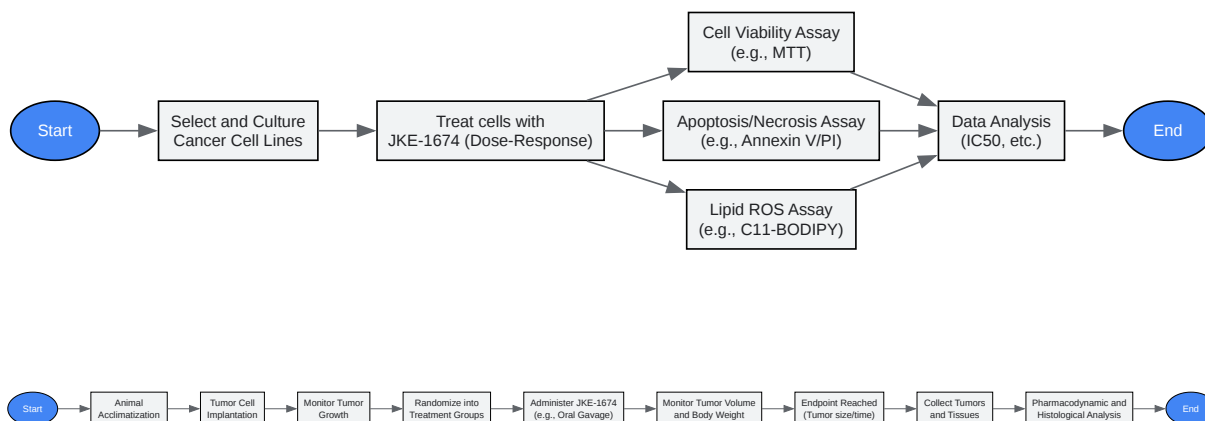 Cell Viability Assay
(e.g., MTT)
Start
Select and Culture
Cancer Cell Lines
Treat cells with
JKE-1674 (Dose-Response)
Apoptosis/Necrosis Assay
(e.g., Annexin V/PI)
Data Analysis
(IC50, etc.)
End
Lipid ROS Assay
(e.g., C11-BODIPY)
Start
Animal
Acclimatization
Tumor Cell
Implantation
Monitor Tumor
Growth
Randomize into
Treatment Groups
Administer JKE-1674
(e.g., Oral Gavage)
Monitor Tumor Volume
and Body Weight
Endpoint Reached
(Tumor size/time)
Collect Tumors
and Tissues
Pharmacodynamic and
Histological Analysis
End